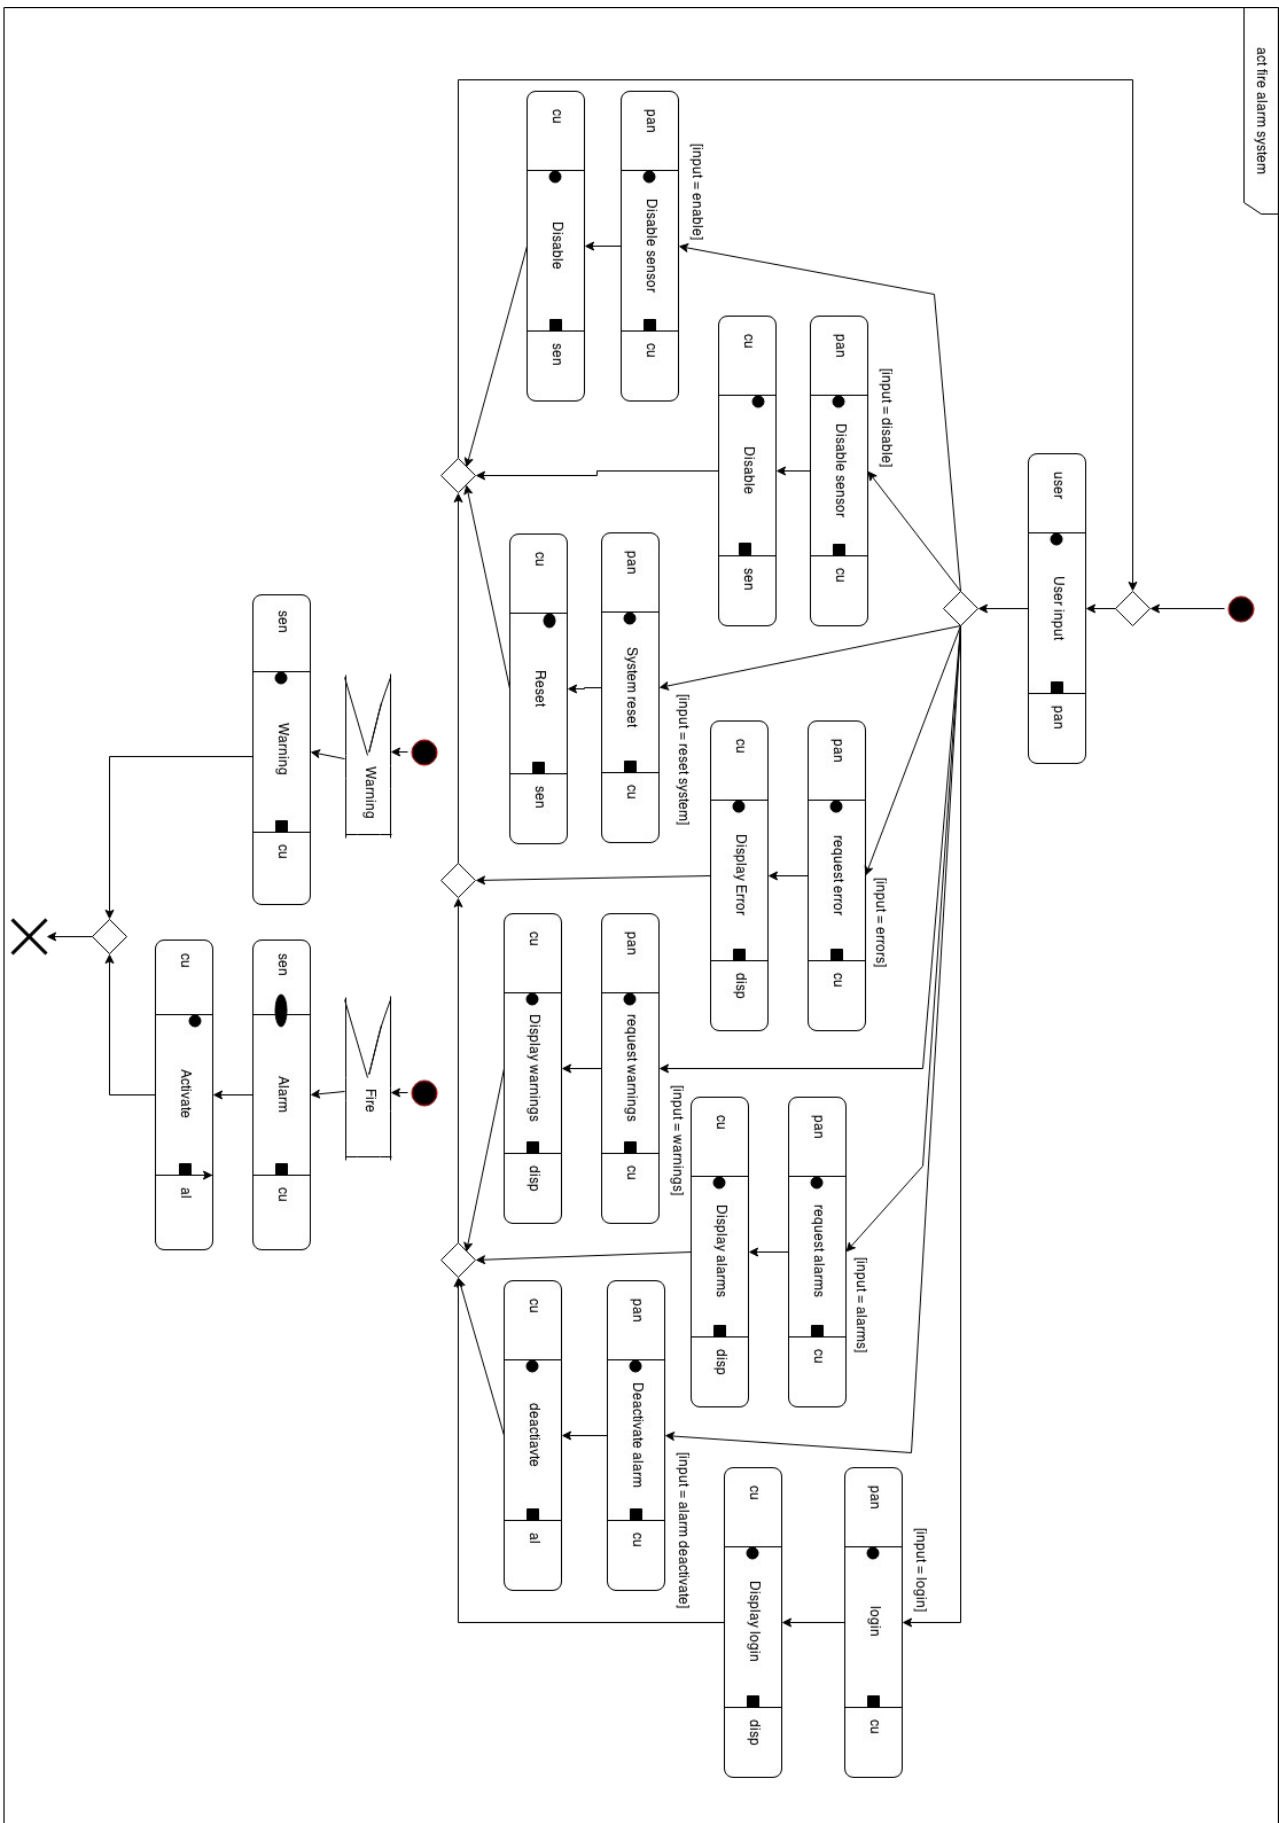 act fire alarm system
user
User input
pan
[input = enable]
pan
Disable sensor
cu
cu
Disable
sen
[input = disable]
pan
Disable sensor
cu
cu
Disable
sen
[input = reset system]
pan
System reset
cu
cu
Reset
sen
[input = errors]
pan
request error
cu
cu
Display Error
disp
[input = warnings]
pan
request warnings
cu
cu
Display warnings
disp
[input = alarms]
pan
request alarms
cu
cu
Display alarms
disp
[input = alarm deactivate]
pan
Deactivate alarm
cu
cu
deactiavte
al
[input = login]
pan
login
cu
cu
Display login
disp
Warning
sen
Warning
cu
Fire
sen
Alarm
cu
cu
Activate
al